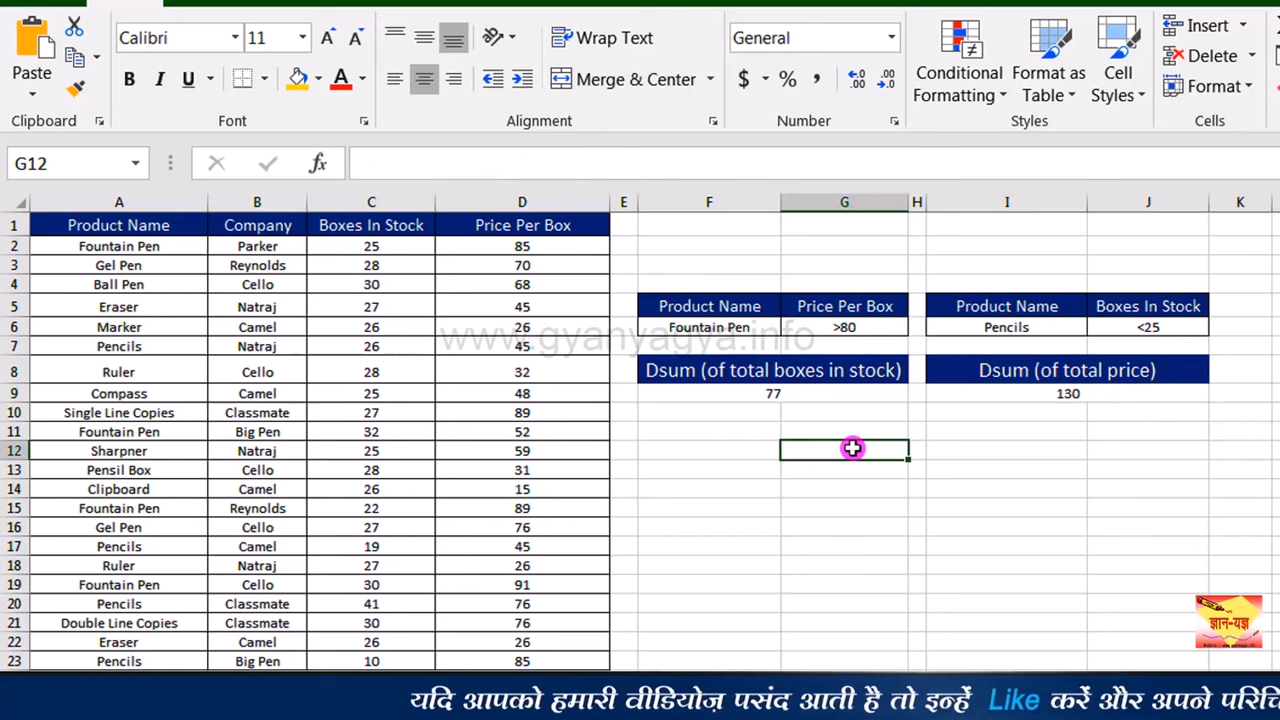 Calibri 11 Wrap Text General Insert
Paste B I U Merge & Center $ % , Conditional Formatting Format as Table Cell Styles Delete
Format
Clipboard Font Alignment Number Styles Cells
G12 fx
A B C D E F G H I J K
1 Product Name Company Boxes In Stock Price Per Box
2 Fountain Pen Parker 25 85
3 Gel Pen Reynolds 28 70
4 Ball Pen Cello 30 68
5 Eraser Natraj 27 45 Product Name Price Per Box Product Name Boxes In Stock
6 Marker Camel 26 26 Fountain Pen >80 Pencils <25
www.gyanyagya.info
7 Pencils Natraj 26 45
8 Ruler Cello 28 32 Dsum (of total boxes in stock) Dsum (of total price)
9 Compass Camel 25 48 77 130
10 Single Line Copies Classmate 27 89
11 Fountain Pen Big Pen 32 52
12 Sharpner Natraj 25 59
13 Pensil Box Cello 28 31
14 Clipboard Camel 26 15
15 Fountain Pen Reynolds 22 89
16 Gel Pen Cello 27 76
17 Pencils Camel 19 45
18 Ruler Natraj 27 26
19 Fountain Pen Cello 30 91
20 Pencils Classmate 41 76
21 Double Line Copies Classmate 30 76
22 Eraser Camel 26 26
23 Pencils Big Pen 10 85
ज्ञान-यज्ञ
यदि आपको हमारी वीडियोज़ पसंद आती है तो इन्हें Like करें और अपने परिचि